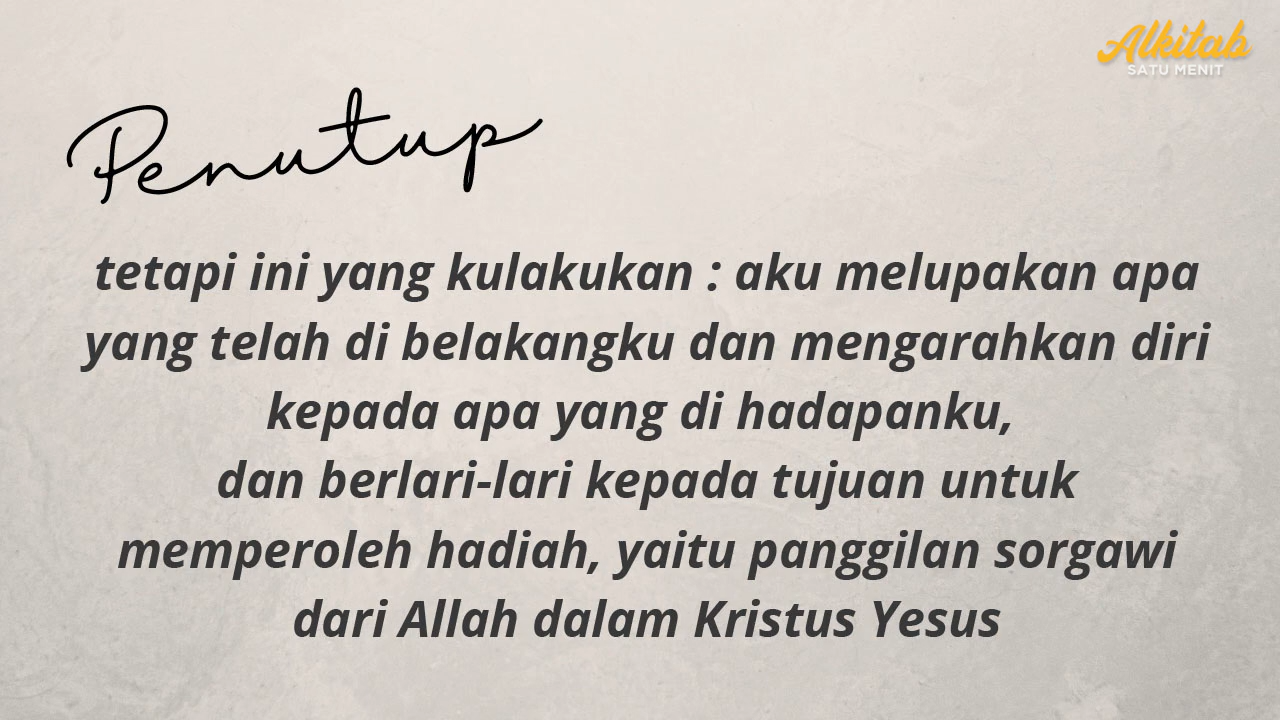 Alkitab
SATU MENIT
Penutup
tetapi ini yang kulakukan : aku melupakan apa
yang telah di belakangku dan mengarahkan diri
kepada apa yang di hadapanku,
dan berlari-lari kepada tujuan untuk
memperoleh hadiah, yaitu panggilan sorgawi
dari Allah dalam Kristus Yesus